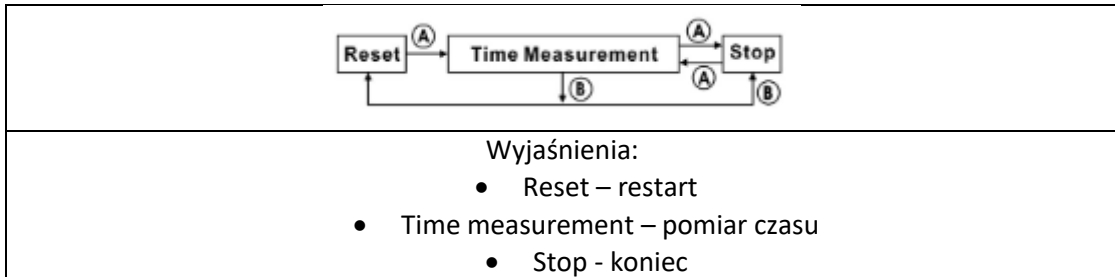 A A
Reset Time Measurement Stop
A
B B
Wyjaśnienia:
• Reset – restart
• Time measurement – pomiar czasu
• Stop - koniec